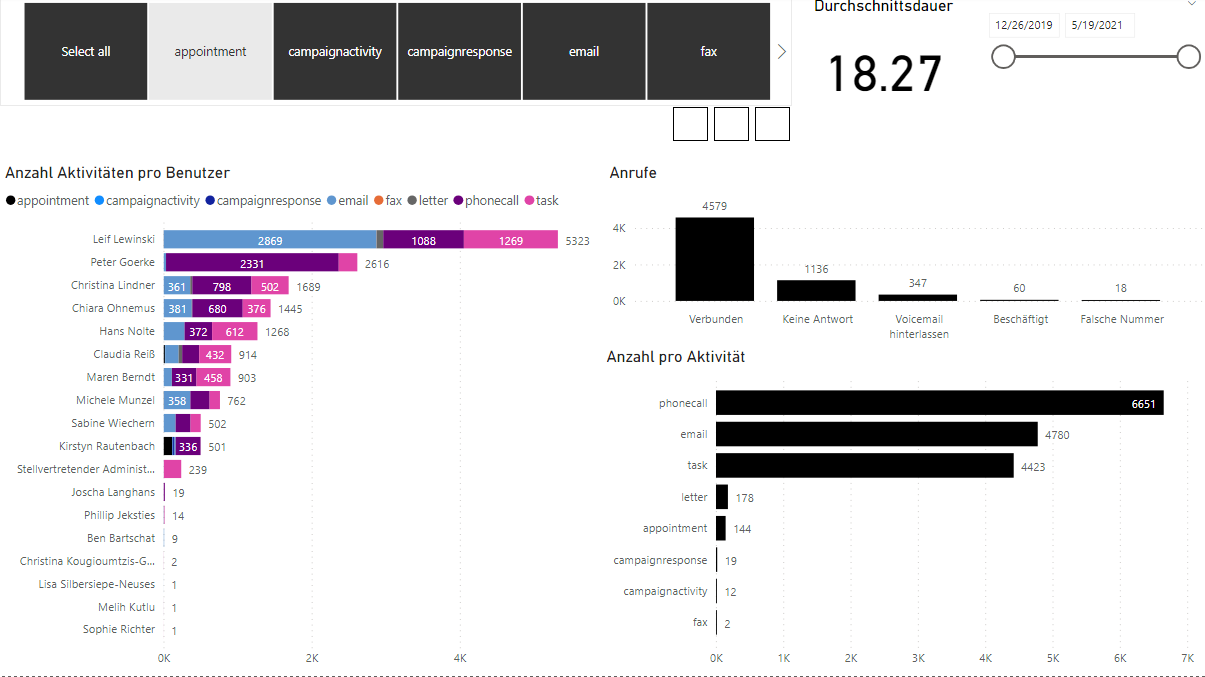 Durchschnittsdauer
Select all
appointment
campaignactivity
campaignresponse
email
fax
18.27
12/26/2019
5/19/2021
Anzahl Aktivitäten pro Benutzer
appointment campaignactivity campaignresponse email fax letter phonecall task
Leif Lewinski 2869 1088 1269 5323
Peter Goerke 2331 2616
Christina Lindner 361 798 502 1689
Chiara Ohnemus 381 680 376 1445
Hans Nolte 372 612 1268
Claudia Reiß 432 914
Maren Berndt 331 458 903
Michele Munzel 358 762
Sabine Wiechern 502
Kirstyn Rautenbach 336 501
Stellvertretender Administ... 239
Joscha Langhans 19
Phillip Jeksties 14
Ben Bartschat 9
Christina Kougioumtzis-G... 2
Lisa Silbersiepe-Neuses 1
Melih Kutlu 1
Sophie Richter 1
0K 2K 4K
Anrufe
4K
2K
0K
4579
1136
347
60
18
Verbunden
Keine Antwort
Voicemail
hinterlassen
Beschäftigt
Falsche Nummer
Anzahl pro Aktivität
phonecall 6651
email 4780
task 4423
letter 178
appointment 144
campaignresponse 19
campaignactivity 12
fax 2
0K 1K 2K 3K 4K 5K 6K 7K